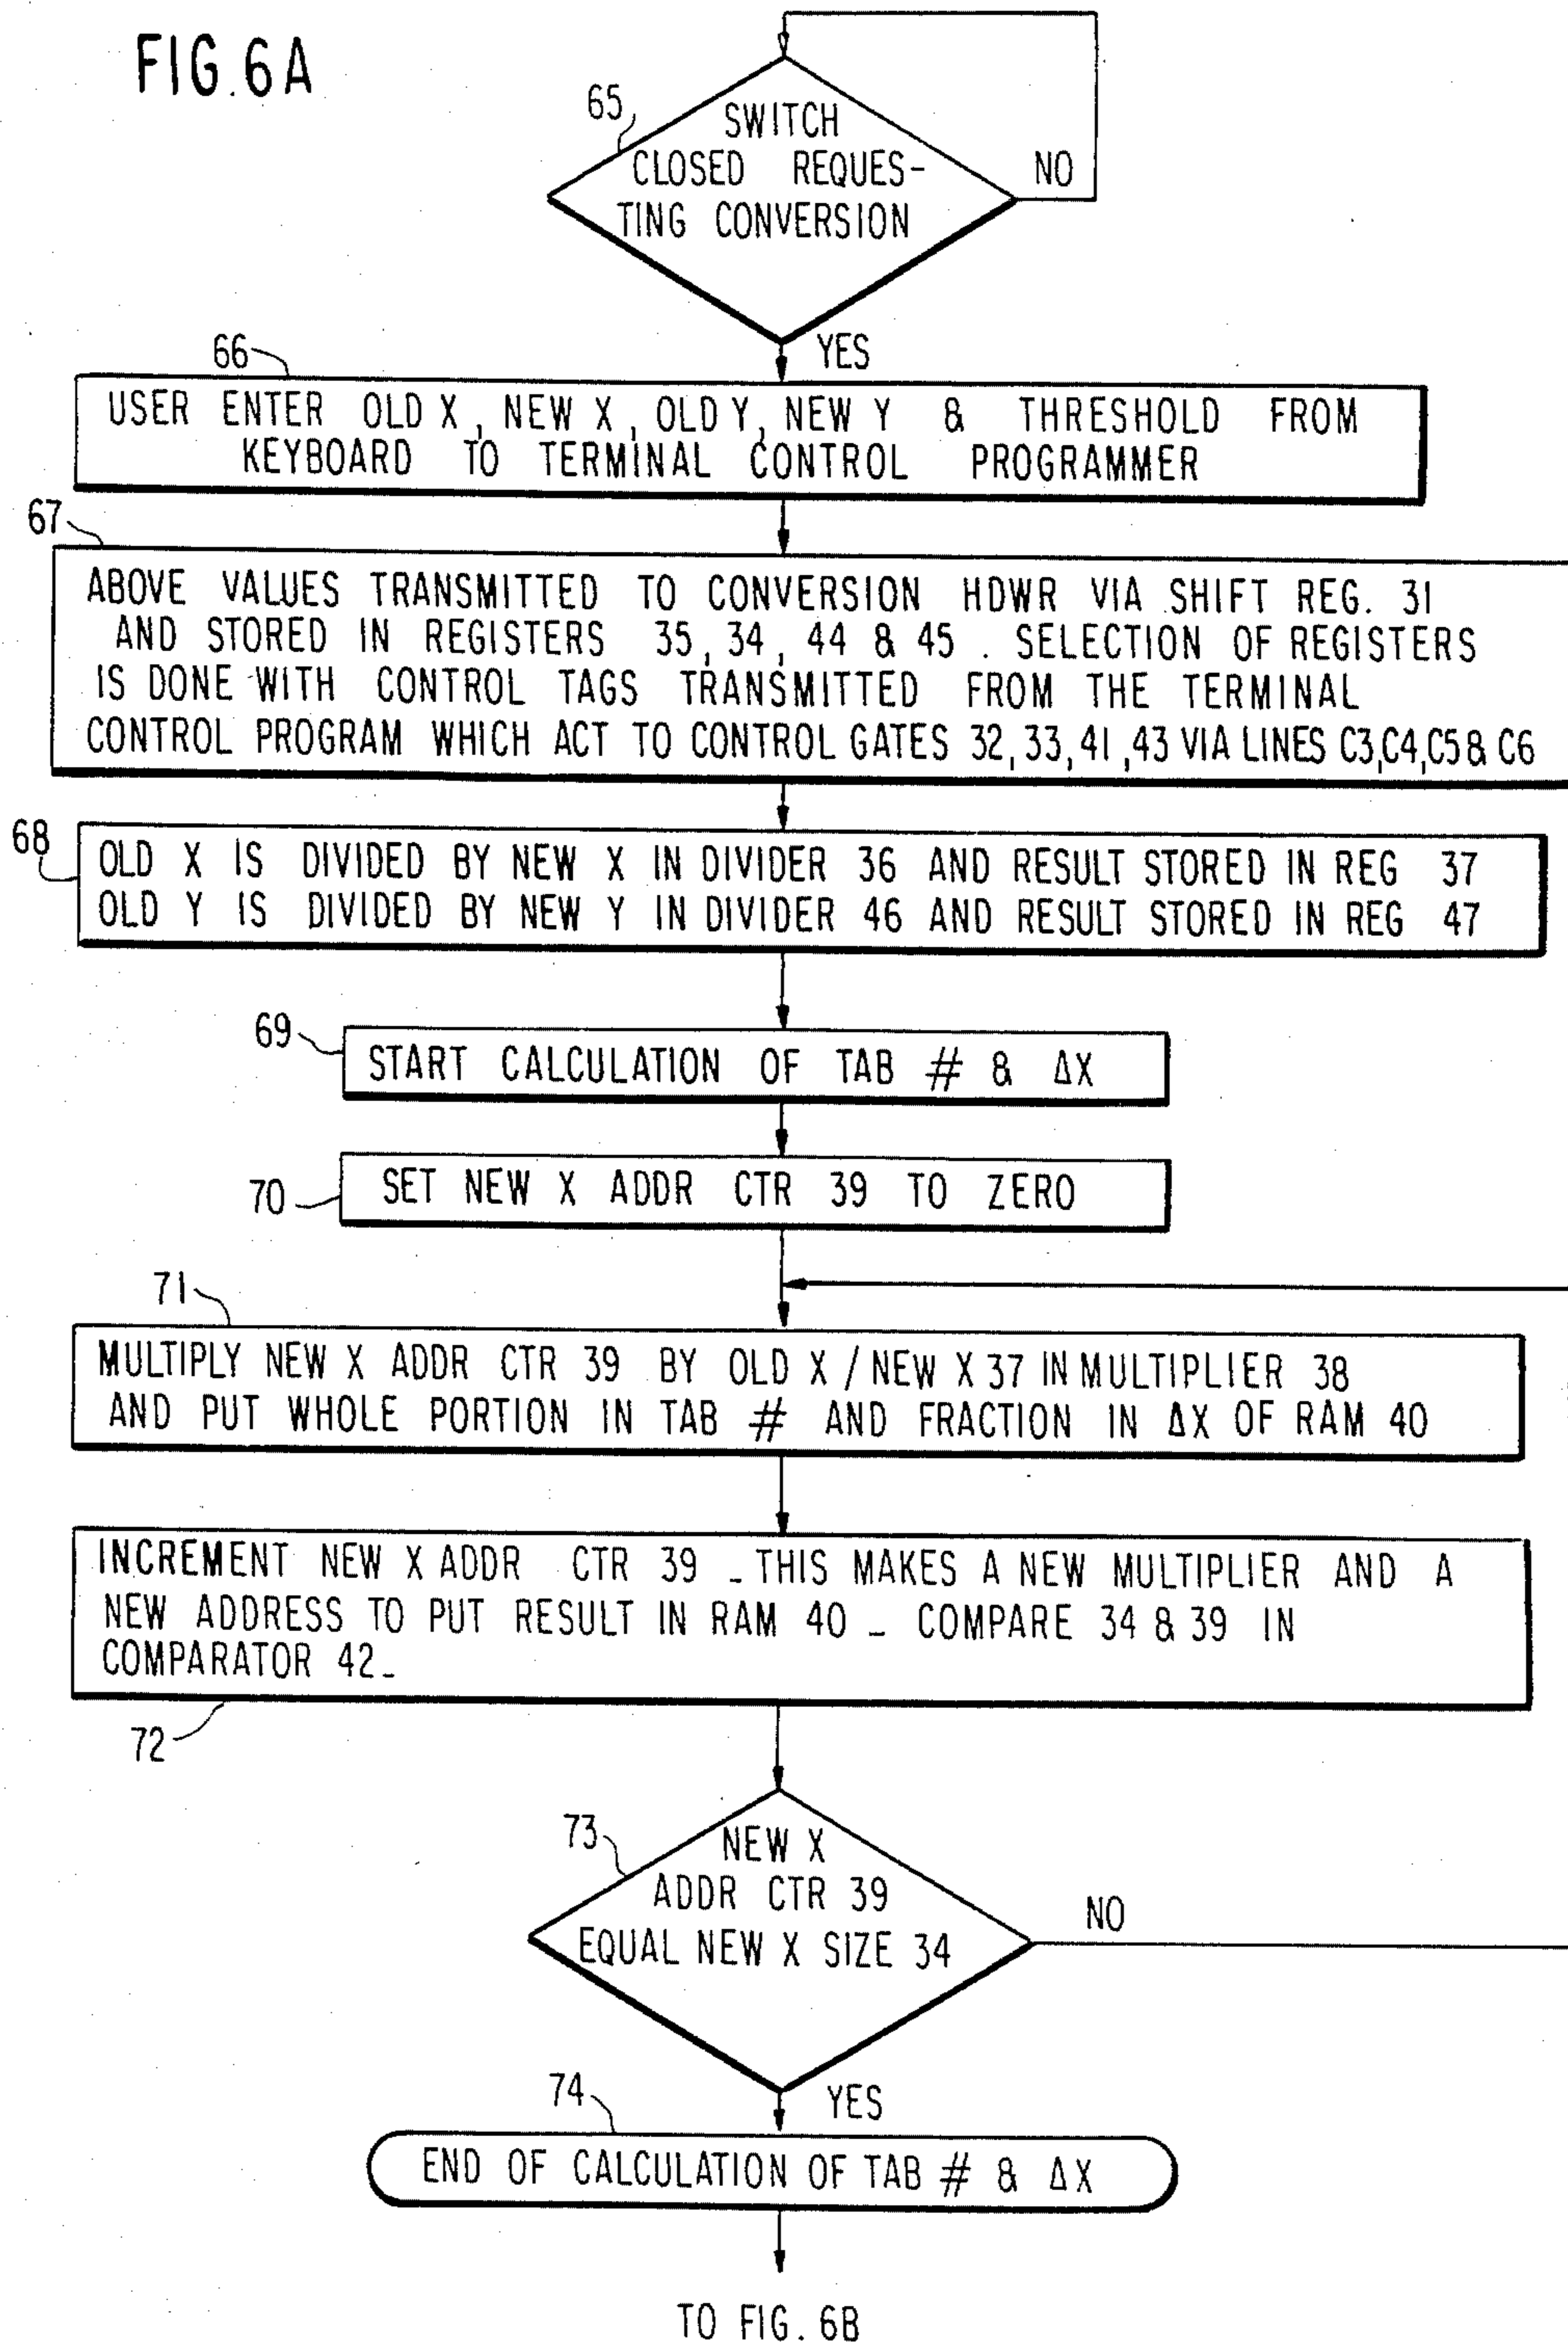 FIG. 6A
65
SWITCH
CLOSED REQUES-
TING CONVERSION
NO
YES
66
USER ENTER OLD X, NEW X, OLD Y, NEW Y & THRESHOLD FROM
KEYBOARD TO TERMINAL CONTROL PROGRAMMER
67
ABOVE VALUES TRANSMITTED TO CONVERSION HDWR VIA SHIFT REG. 31
AND STORED IN REGISTERS 35, 34, 44 & 45. SELECTION OF REGISTERS
IS DONE WITH CONTROL TAGS TRANSMITTED FROM THE TERMINAL
CONTROL PROGRAM WHICH ACT TO CONTROL GATES 32, 33, 41, 43 VIA LINES C3, C4, C5 & C6
68
OLD X IS DIVIDED BY NEW X IN DIVIDER 36 AND RESULT STORED IN REG 37
OLD Y IS DIVIDED BY NEW Y IN DIVIDER 46 AND RESULT STORED IN REG 47
69
START CALCULATION OF TAB # & ΔX
70
SET NEW X ADDR CTR 39 TO ZERO
71
MULTIPLY NEW X ADDR CTR 39 BY OLD X / NEW X 37 IN MULTIPLIER 38
AND PUT WHOLE PORTION IN TAB # AND FRACTION IN ΔX OF RAM 40
INCREMENT NEW X ADDR CTR 39 - THIS MAKES A NEW MULTIPLIER AND A
NEW ADDRESS TO PUT RESULT IN RAM 40 - COMPARE 34 & 39 IN
COMPARATOR 42-
72
73
NEW X
ADDR CTR 39
EQUAL NEW X SIZE 34
NO
YES
74
END OF CALCULATION OF TAB # & ΔX
TO FIG. 6B